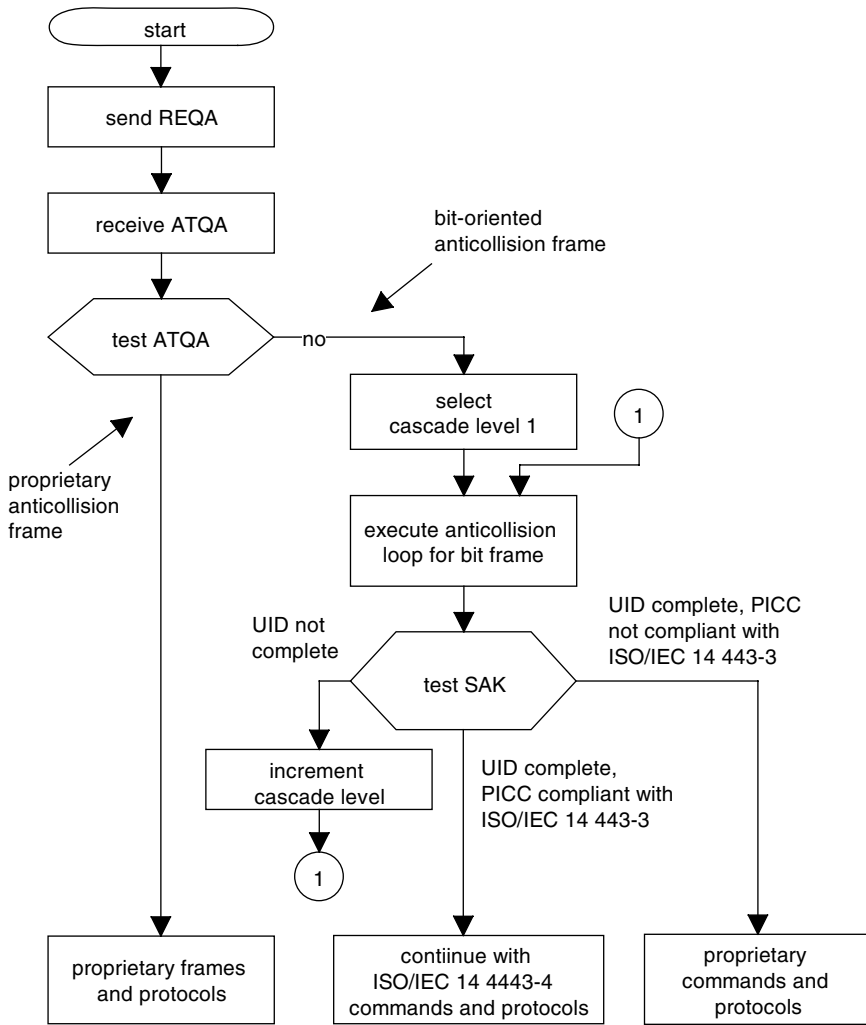 start
send REQA
receive ATQA
bit-oriented
anticollision frame
test ATQA
no
select
cascade level 1
1
proprietary
anticollision
frame
execute anticollision
loop for bit frame
UID not
complete
UID complete, PICC
not compliant with
ISO/IEC 14 443-3
test SAK
increment
cascade level
UID complete,
PICC compliant with
ISO/IEC 14 443-3
1
proprietary frames
and protocols
contiinue with
ISO/IEC 14 4443-4
commands and protocols
proprietary
commands and
protocols